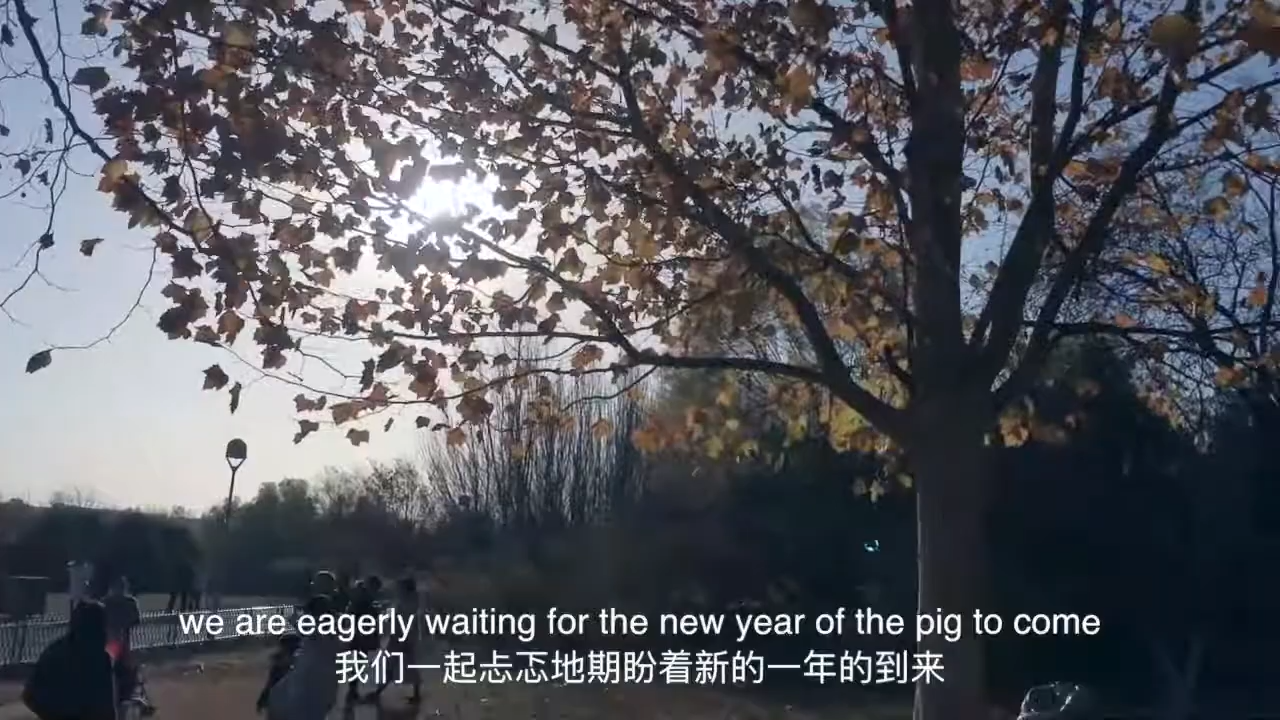 we are eagerly waiting for the new year of the pig to come
我们一起忐忑地期盼着新的一年的到来